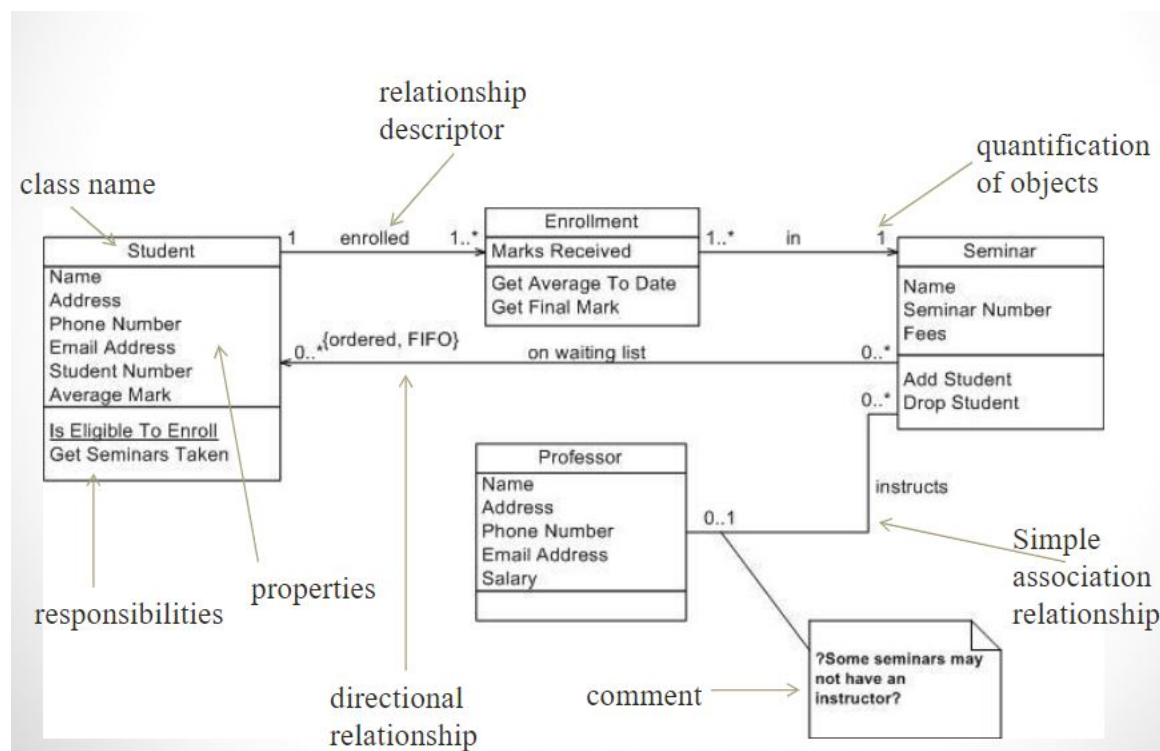 relationship
descriptor
quantification
of objects
class name
Student
Name
Address
Phone Number
Email Address
Student Number
Average Mark
Is Eligible To Enroll
Get Seminars Taken
1 enrolled 1..*
Enrollment
Marks Received
Get Average To Date
Get Final Mark
1..* in 1
Seminar
Name
Seminar Number
Fees
Add Student
Drop Student
0..* {ordered, FIFO} on waiting list 0..*
0..*
instructs
0..1
Professor
Name
Address
Phone Number
Email Address
Salary
Simple
association
relationship
properties
responsibilities
directional
relationship
comment
?Some seminars may
not have an
instructor?